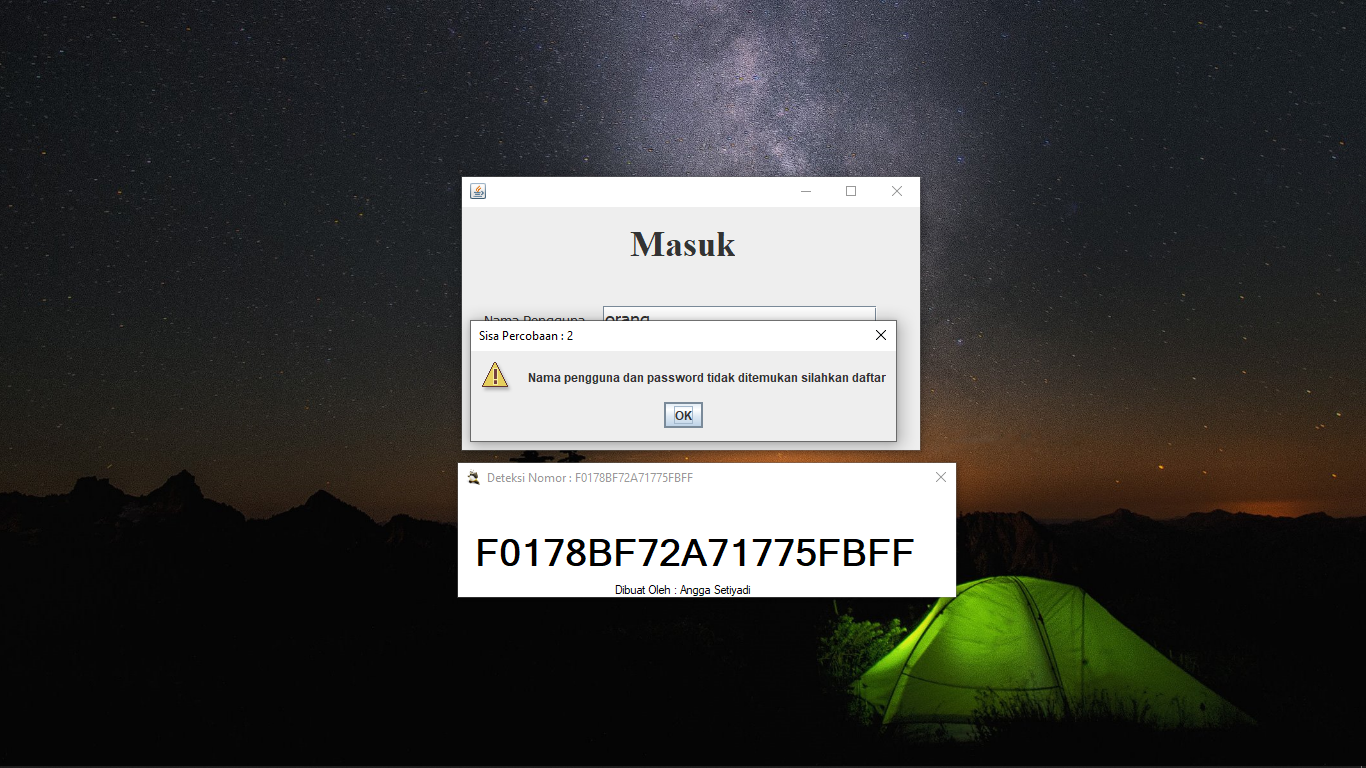 Masuk
Nama Pengguna
orang
Sisa Percobaan : 2
Nama pengguna dan password tidak ditemukan silahkan daftar
OK
Deteksi Nomor : F0178BF72A71775FBFF
F0178BF72A71775FBFF
Dibuat Oleh : Angga Setiyadi